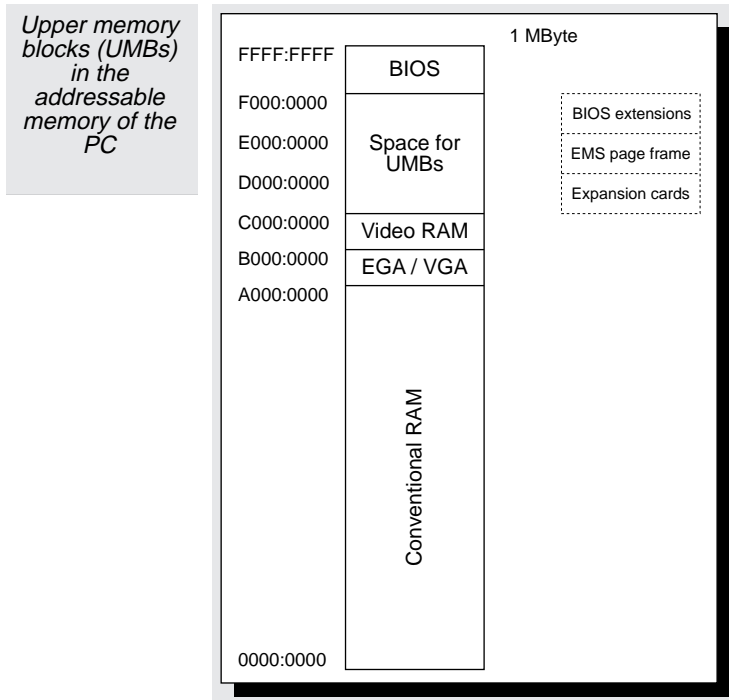 Upper memory
blocks (UMBs)
in the
addressable
memory of the
PC
1 MByte
FFFF:FFFF
BIOS
F000:0000
BIOS extensions
E000:0000
Space for
UMBs
EMS page frame
D000:0000
Expansion cards
C000:0000
Video RAM
B000:0000
EGA / VGA
A000:0000
Conventional RAM
0000:0000